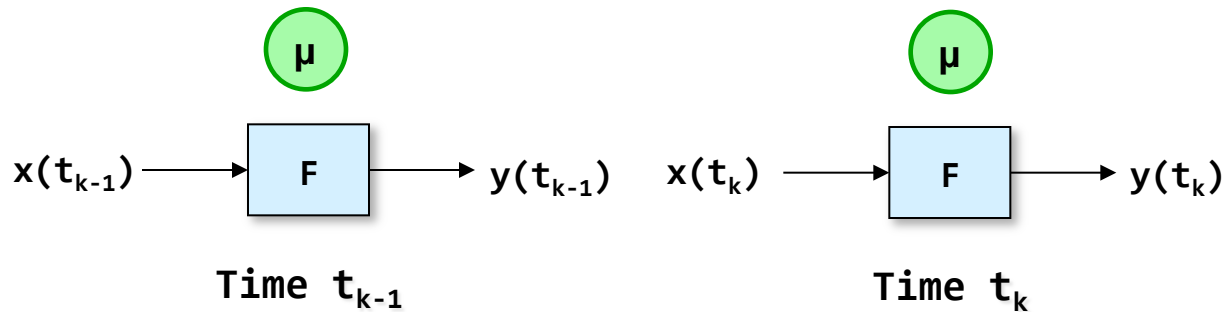 μ μ
x(tₖ₋₁) F y(tₖ₋₁) x(tₖ) F y(tₖ)
Time tₖ₋₁ Time tₖ